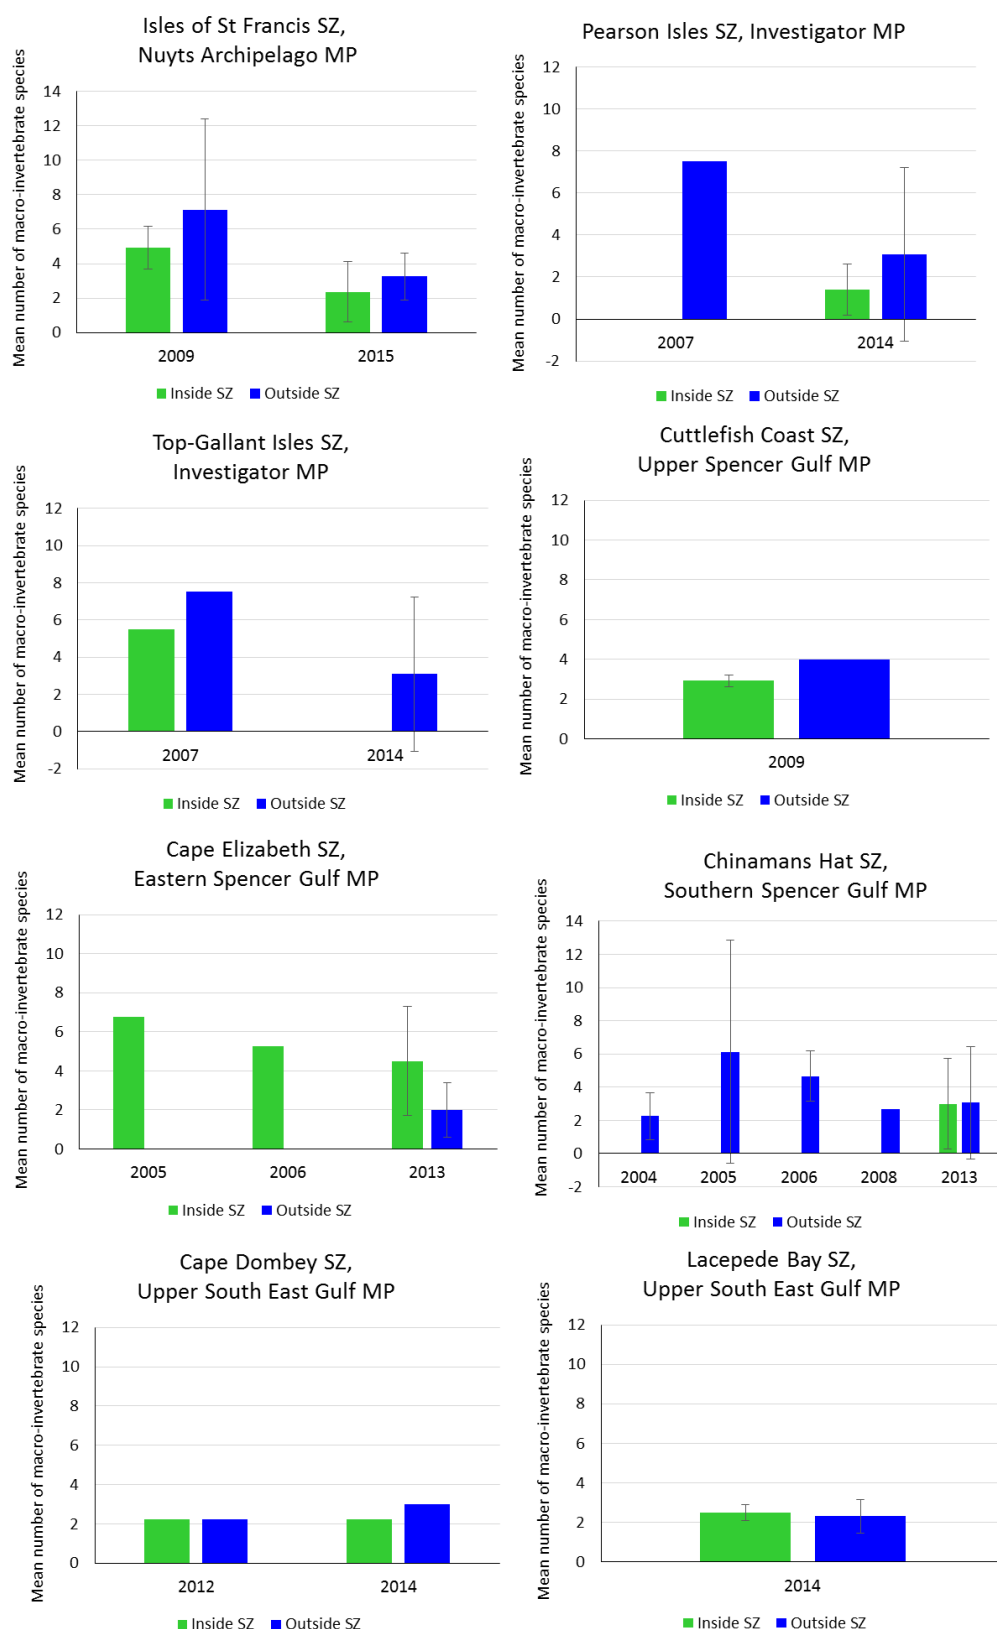 Isles of St Francis SZ,
Nuyts Archipelago MP
Mean number of macro-invertebrate species
14
12
10
8
6
4
2
0
2009 2015
Inside SZ Outside SZ
Pearson Isles SZ, Investigator MP
Mean number of macro-invertebrate species
12
10
8
6
4
2
0
-2
2007 2014
Inside SZ Outside SZ
Top-Gallant Isles SZ,
Investigator MP
Mean number of macro-invertebrate species
12
10
8
6
4
2
0
-2
2007 2014
Inside SZ Outside SZ
Cuttlefish Coast SZ,
Upper Spencer Gulf MP
Mean number of macro-invertebrate species
12
10
8
6
4
2
0
2009
Inside SZ Outside SZ
Cape Elizabeth SZ,
Eastern Spencer Gulf MP
Mean number of macro-invertebrate species
12
10
8
6
4
2
0
2005 2006 2013
Inside SZ Outside SZ
Chinamans Hat SZ,
Southern Spencer Gulf MP
Mean number of macro-invertebrate species
14
12
10
8
6
4
2
0
-2
2004 2005 2006 2008 2013
Inside SZ Outside SZ
Cape Dombey SZ,
Upper South East Gulf MP
Mean number of macro-invertebrate species
12
10
8
6
4
2
0
2012 2014
Inside SZ Outside SZ
Lacepede Bay SZ,
Upper South East Gulf MP
Mean number of macro-invertebrate species
12
10
8
6
4
2
0
2014
Inside SZ Outside SZ